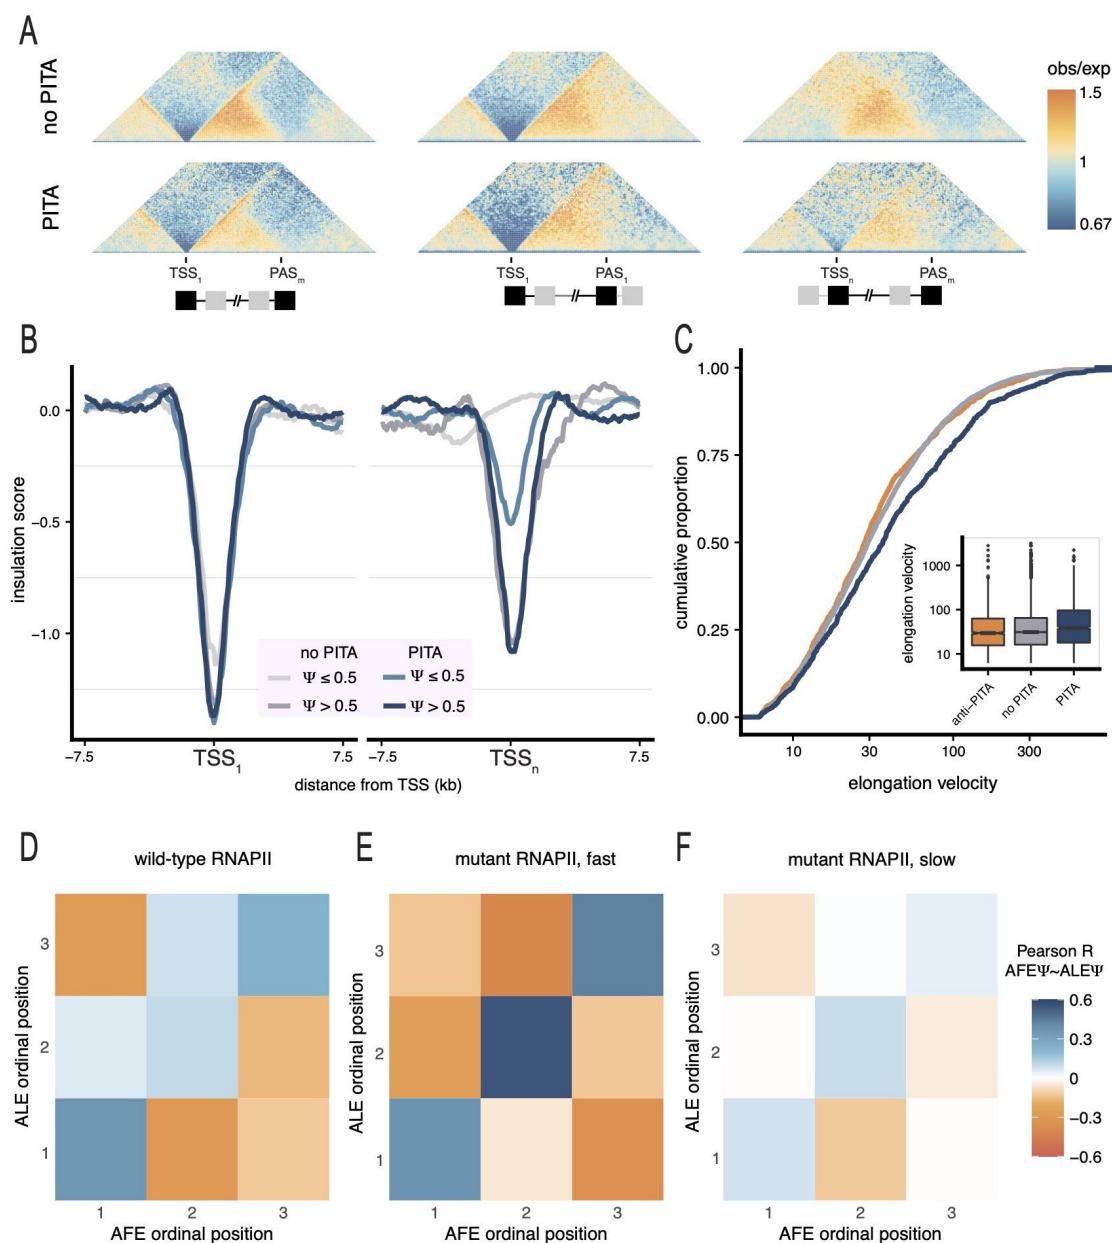 A
no PITA
PITA
obs/exp
1.5
1
0.67
TSS1 PASm
TSS1 PAS1
TSSn PASm
B
insulation score
0.0
−0.5
−1.0
no PITA PITA
Ψ ≤ 0.5 Ψ ≤ 0.5
Ψ > 0.5 Ψ > 0.5
−7.5 TSS1 7.5
−7.5 TSSn 7.5
distance from TSS (kb)
C
cumulative proportion
1.00
0.75
0.50
0.25
0.00
10 30 100 300
elongation velocity
elongation velocity
1000
100
10
anti−PITA no PITA PITA
D
wild-type RNAPII
ALE ordinal position
3
2
1
1 2 3
AFE ordinal position
E
mutant RNAPII, fast
ALE ordinal position
3
2
1
1 2 3
AFE ordinal position
F
mutant RNAPII, slow
ALE ordinal position
3
2
1
1 2 3
AFE ordinal position
Pearson R
AFEΨ~ALEΨ
0.6
0.3
0
−0.3
−0.6